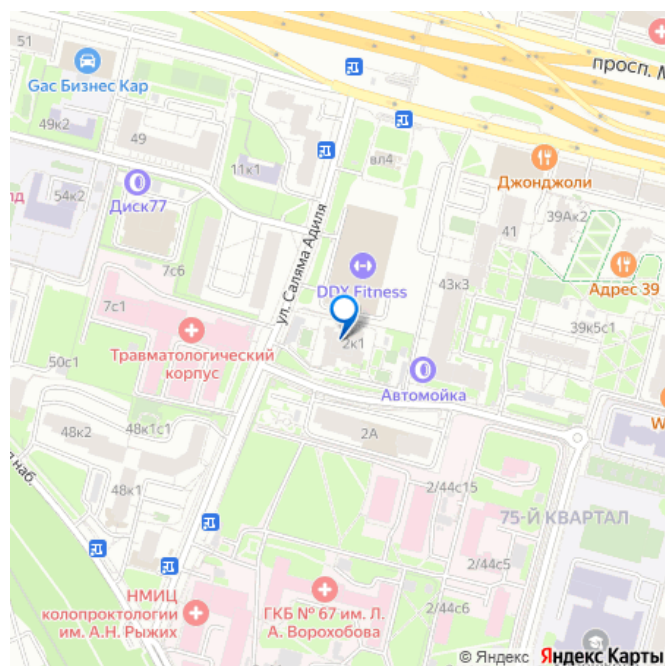 51
Gac Бизнес Кар
просп. М
49к2
49
11к1
вл4
Джонджоли
54к2
Диск77
ул. Саляма Адиля
41
39Ак2
7с6
DDX Fitness
43к3
Адрес 39
7с1
Травматологический
корпус
2к1
39к5с1
50с1
Автомойка
W
48к2
48к1с1
2А
наб.
48к1
2/44с15
75-Й КВАРТАЛ
2/44с5
НМИЦ
колопроктологии
им. А.Н. Рыжих
ГКБ № 67 им. Л.
А. Ворохобова
2/44с6
© Яндекс Яндекс Карты